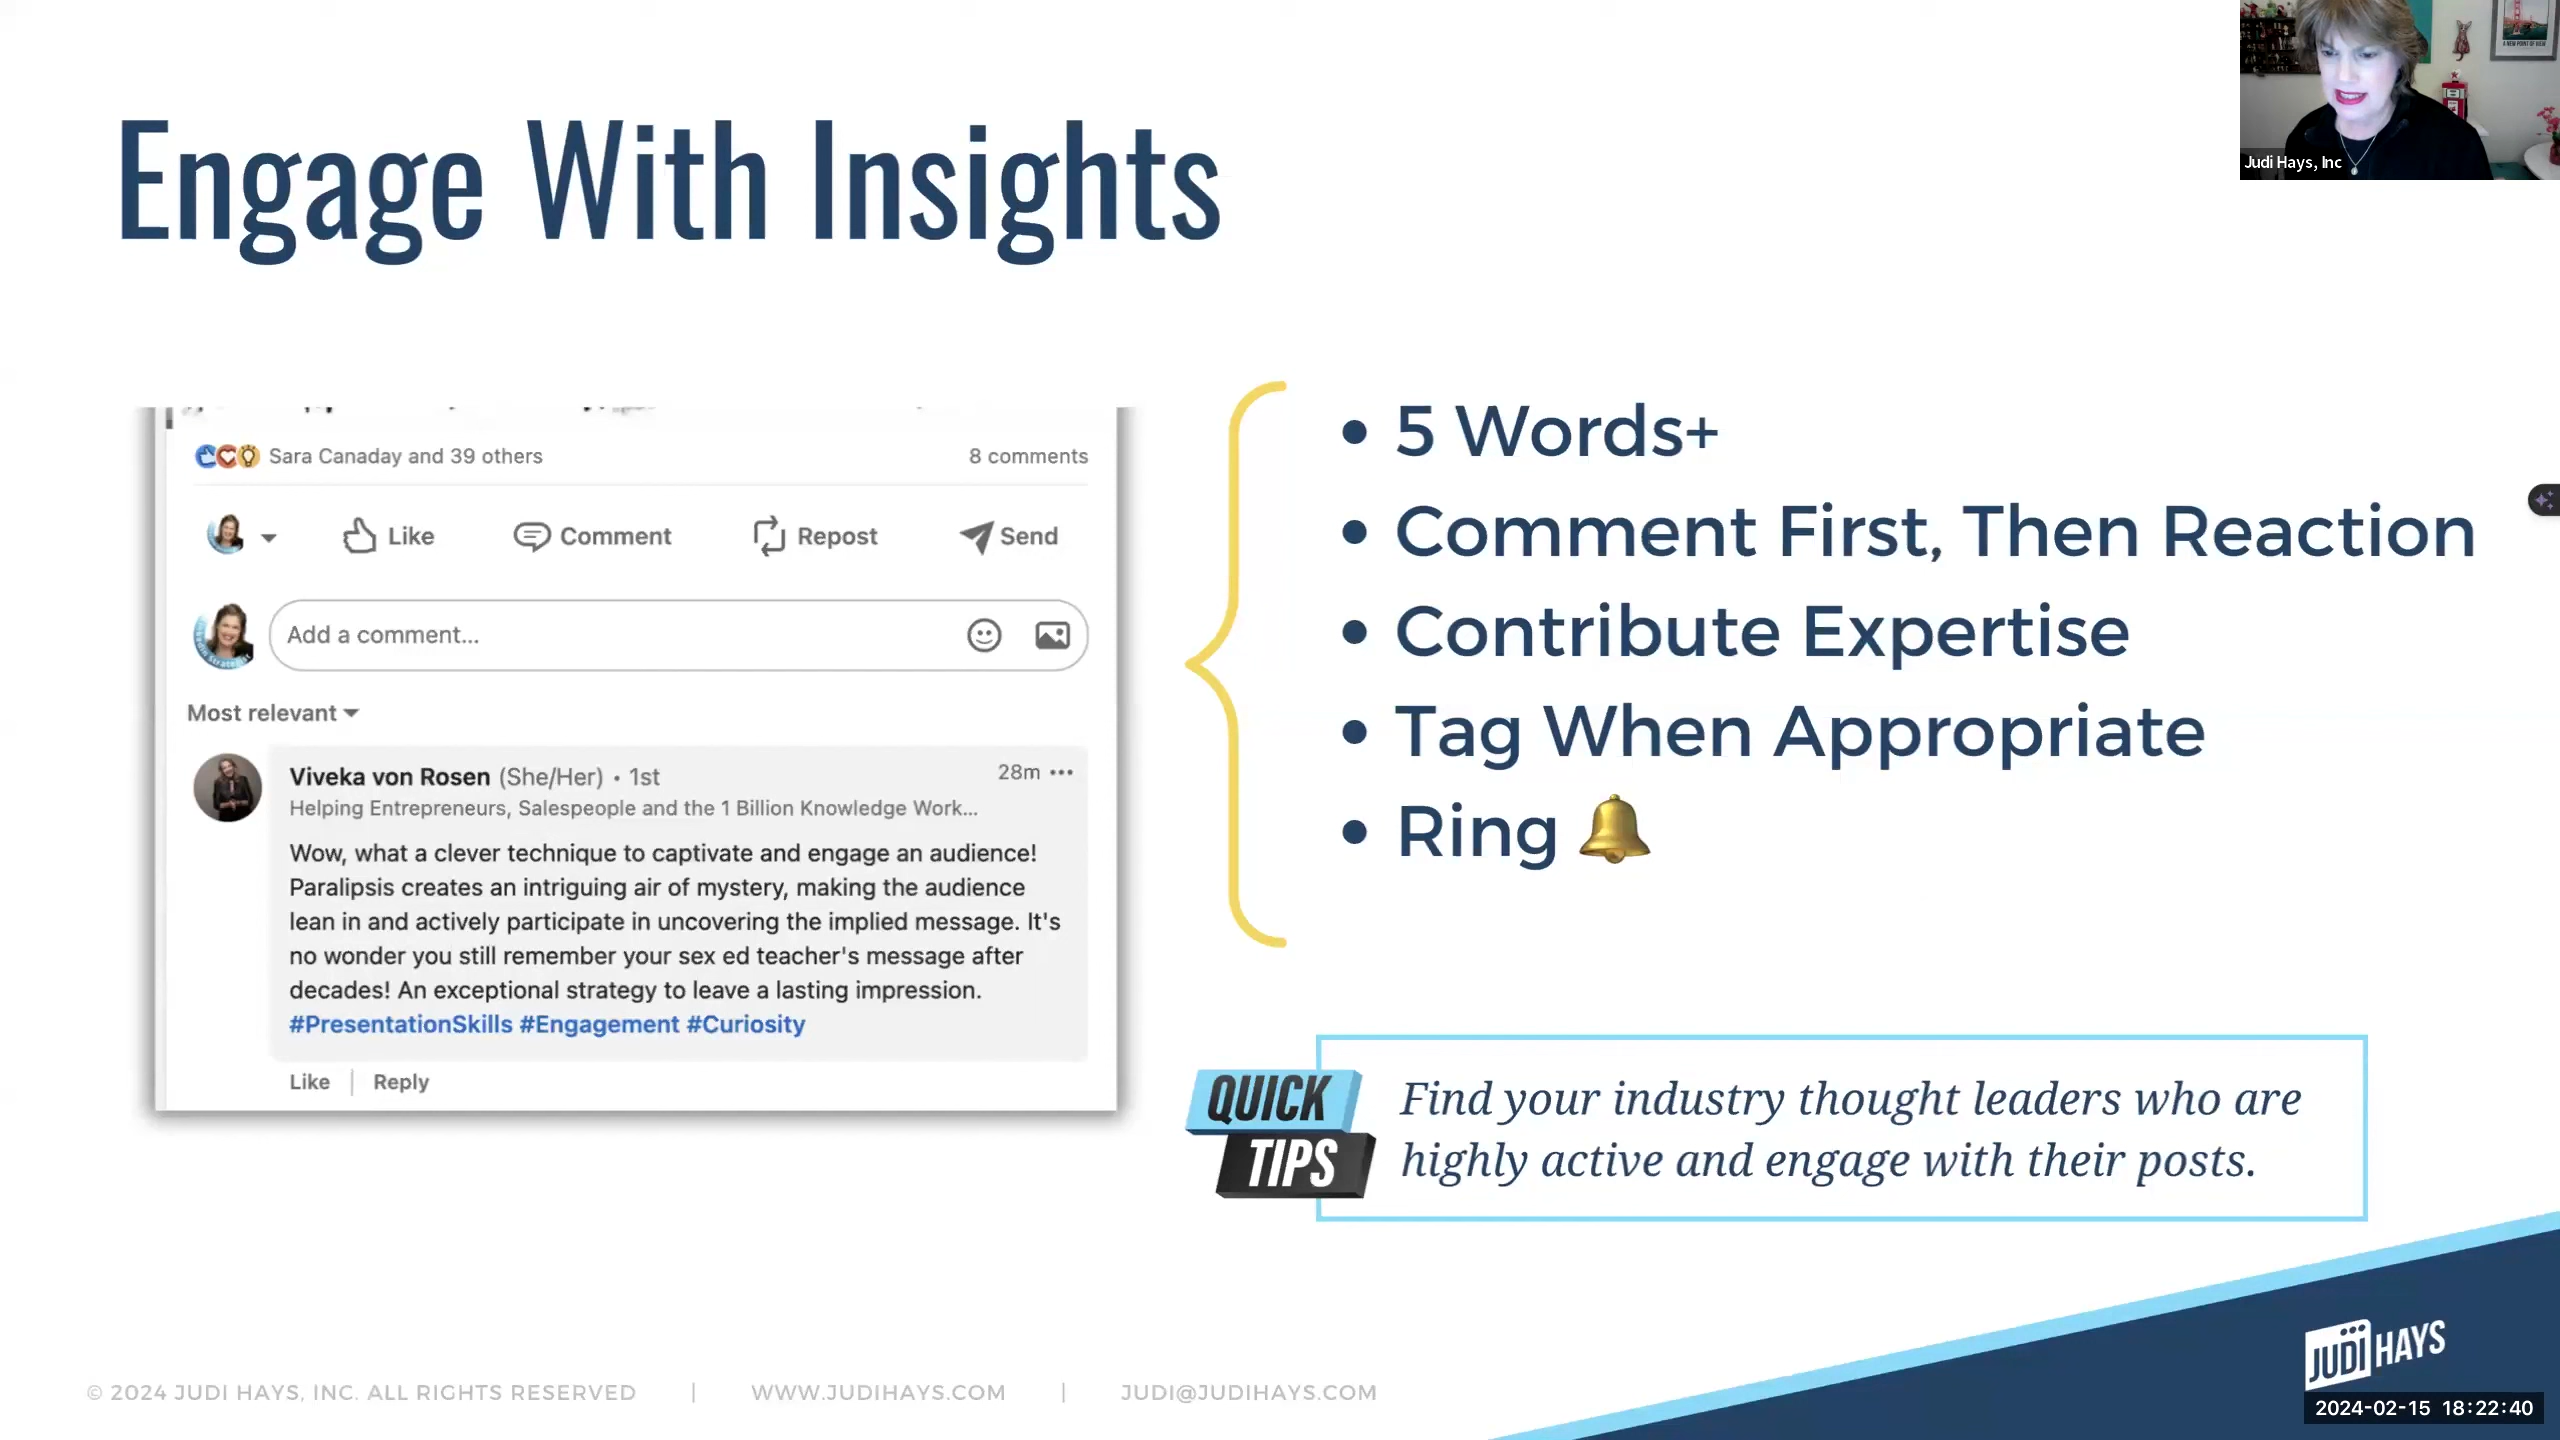 Engage With Insights
Judi Hays, Inc
Sara Canaday and 39 others
8 comments
Like
Comment
Repost
Send
Add a comment...
Most relevant
Viveka von Rosen (She/Her) • 1st
28m
Helping Entrepreneurs, Salespeople and the 1 Billion Knowledge Work...
Wow, what a clever technique to captivate and engage an audience!
Paralipsis creates an intriguing air of mystery, making the audience
lean in and actively participate in uncovering the implied message. It's
no wonder you still remember your sex ed teacher's message after
decades! An exceptional strategy to leave a lasting impression.
#PresentationSkills #Engagement #Curiosity
Like | Reply
• 5 Words+
• Comment First, Then Reaction
• Contribute Expertise
• Tag When Appropriate
• Ring 🔔
QUICK
TIPS
Find your industry thought leaders who are
highly active and engage with their posts.
© 2024 JUDI HAYS, INC. ALL RIGHTS RESERVED | WWW.JUDIHAYS.COM | JUDI@JUDIHAYS.COM
JUDI HAYS
2024-02-15 18:22:40